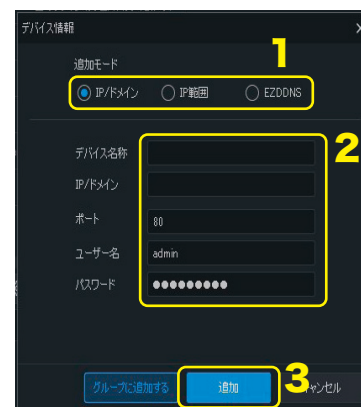 デバイス情報 ×
追加モード
1
IP/ドメイン IP範囲 EZDDNS
2
デバイス名称
IP/ドメイン
ポート 80
ユーザー名 admin
パスワード ●●●●●●●●●
グループに追加する 追加 3 キャンセル